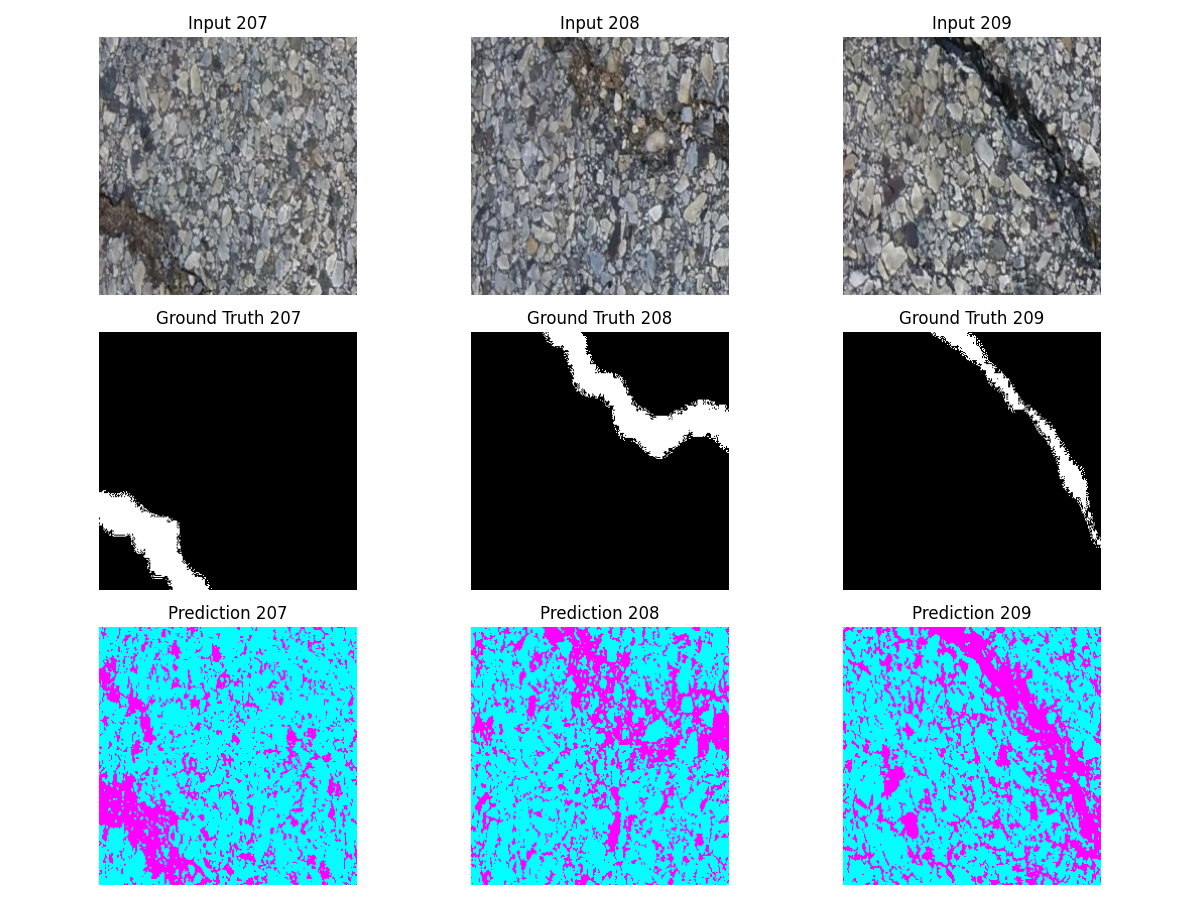 Input 207
Input 208
Input 209
Ground Truth 207
Ground Truth 208
Ground Truth 209
Prediction 207
Prediction 208
Prediction 209